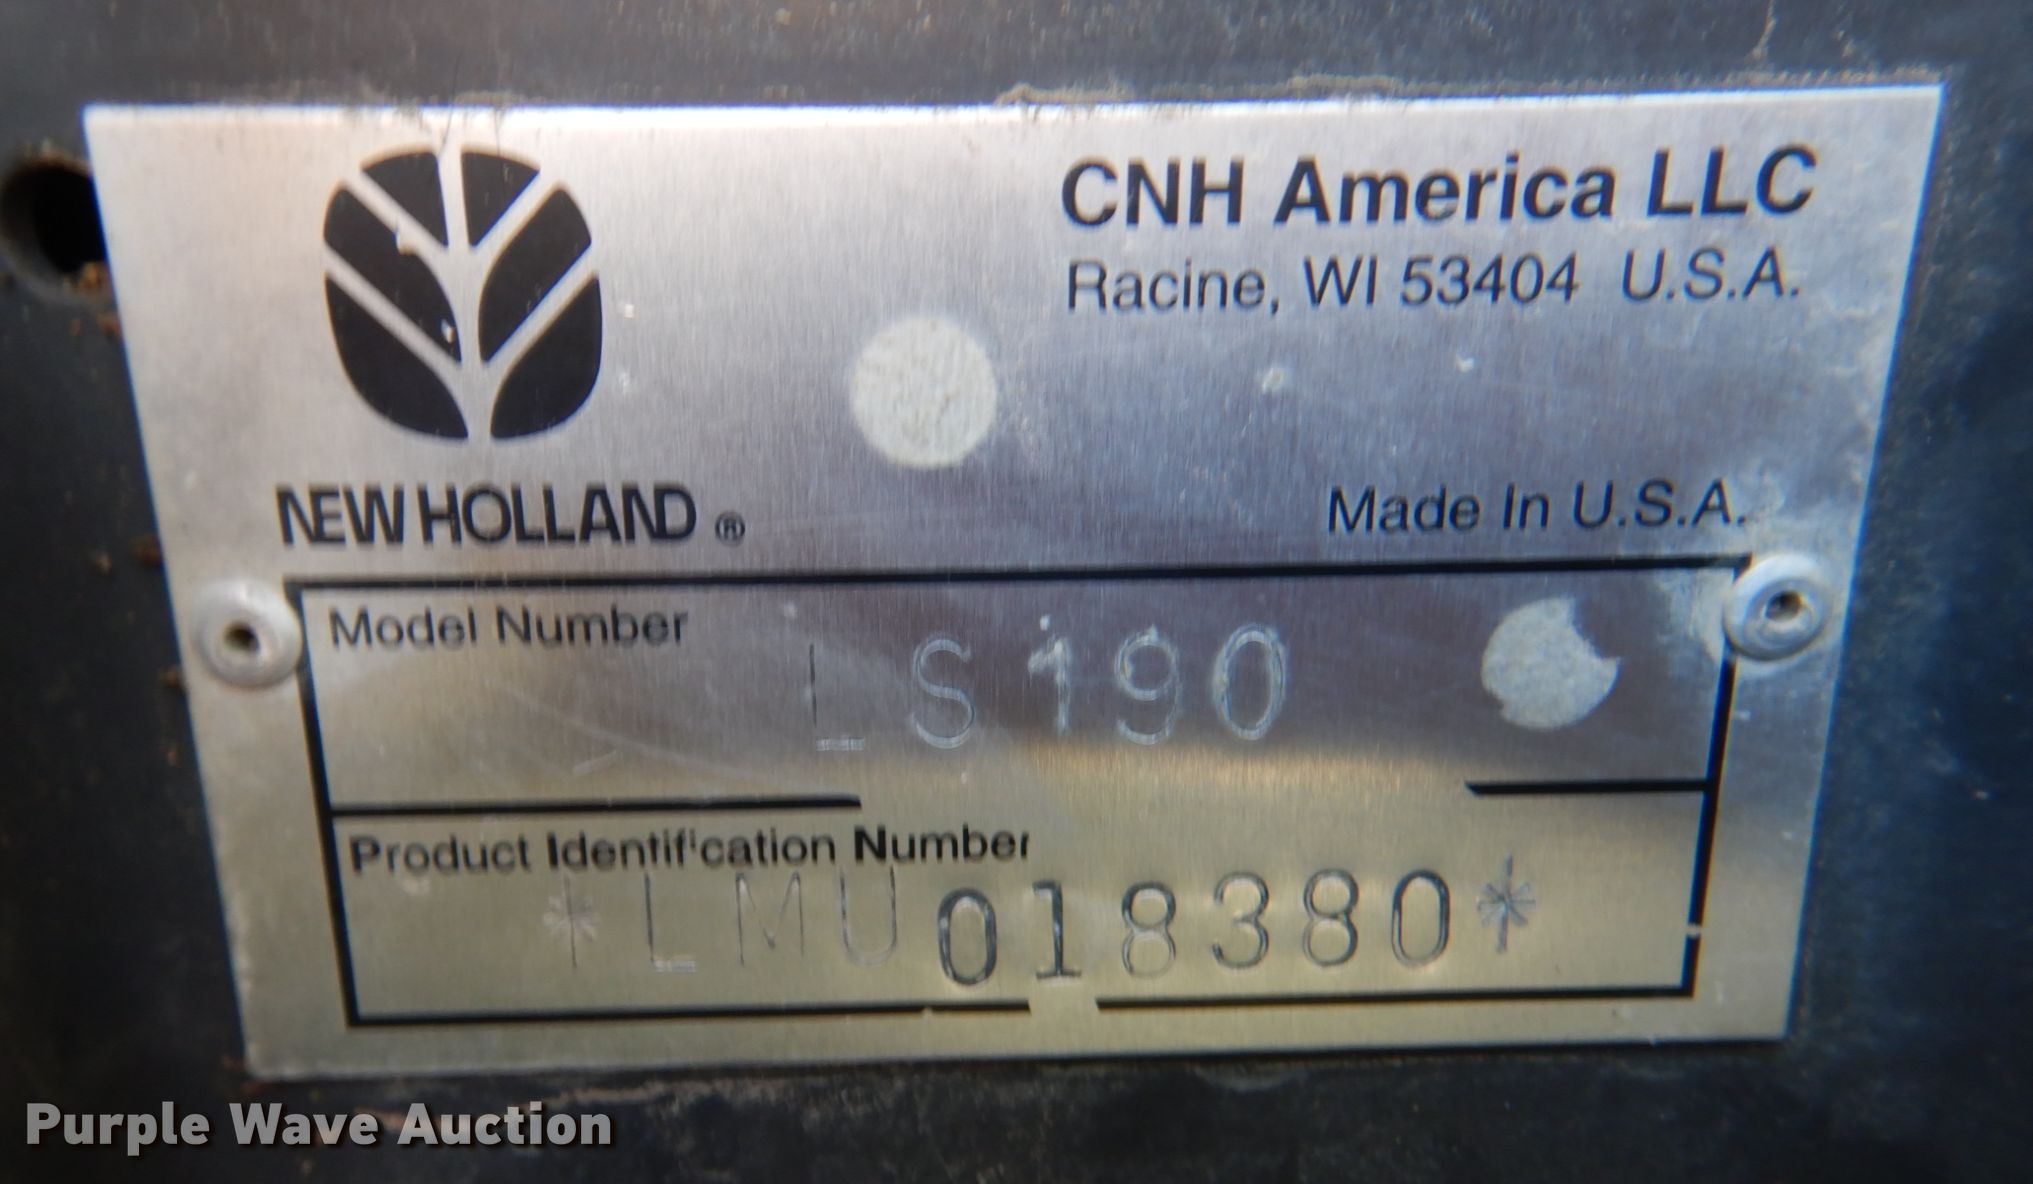 CNH America LLC
Racine, WI 53404 U.S.A.
NEW HOLLAND ®
Made In U.S.A.
Model Number
LS190
Product Identification Number
*LMU018380*
Purple Wave Auction